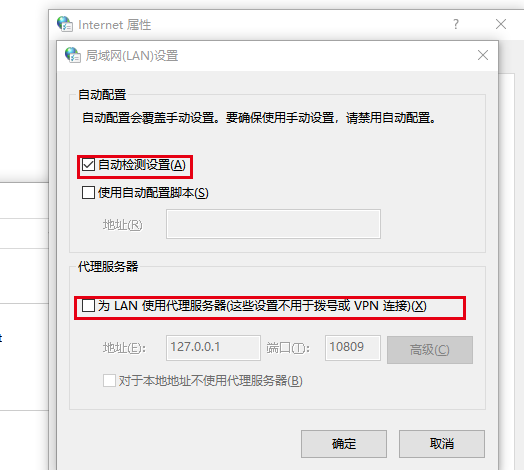 Internet 属性
?
局域网(LAN)设置
自动配置
自动配置会覆盖手动设置。要确保使用手动设置，请禁用自动配置。
自动检测设置(A)
使用自动配置脚本(S)
地址(R)
代理服务器
为 LAN 使用代理服务器(这些设置不用于拨号或 VPN 连接)(X)
地址(E): 127.0.0.1 端口(T): 10809 高级(C)
对于本地地址不使用代理服务器(B)
确定 取消